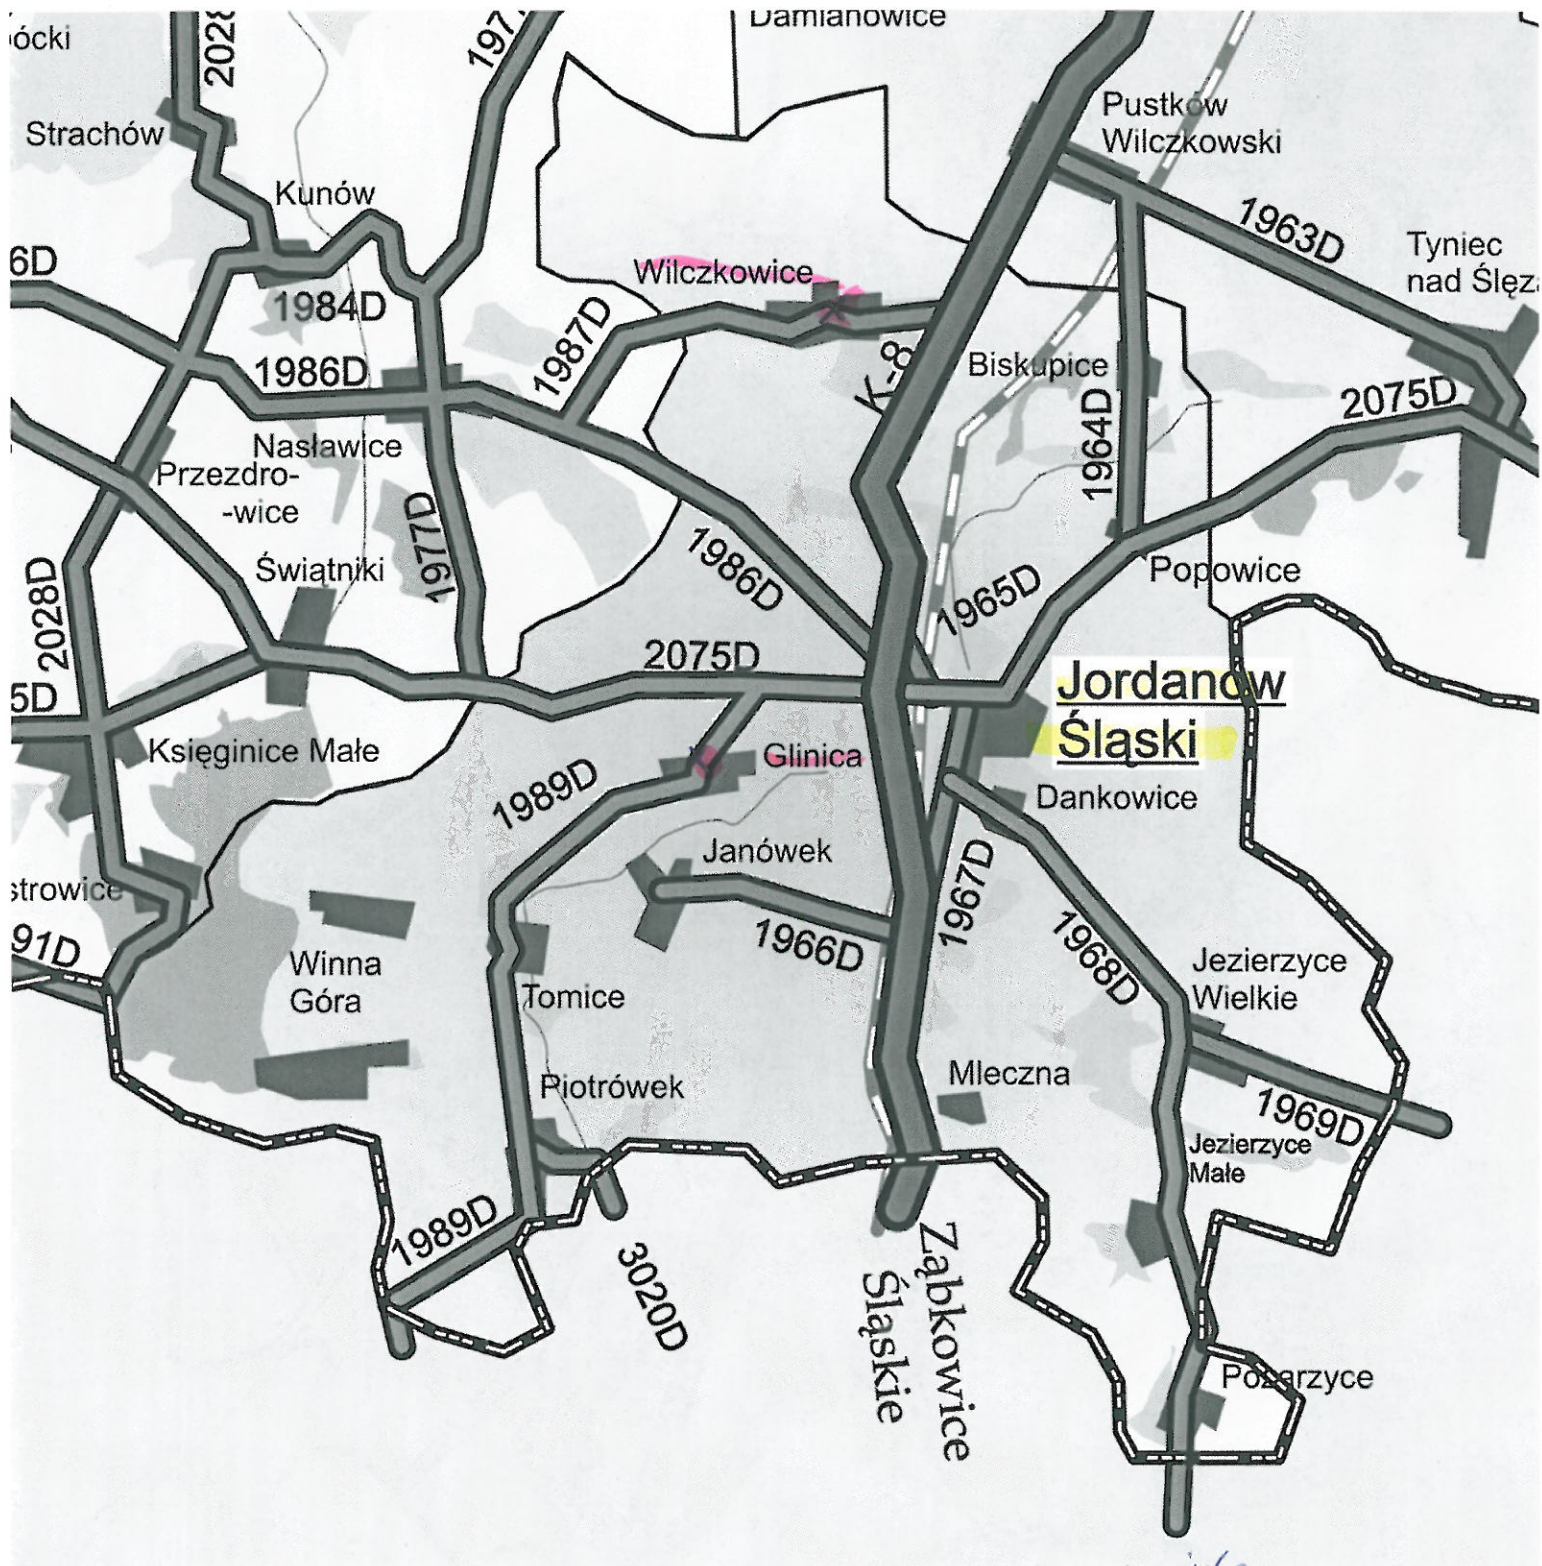 ócki
2028
197
Damianowice
Strachów
Pustków
Wilczkowski
Kunów
1963D
6D
Wilczkowice
Tyniec
nad Ślęz
1984D
1987D
1986D
K-8
Biskupice
2075D
Nasławice
1964D
Przezdro-
-wice
1977D
Świątniki
1986D
1965D
Popowice
2028D
2075D
Jordanów
Śląski
5D
Księginice Małe
Glinica
1989D
Dankowice
Janówek
1967D
strowice
91D
1966D
1968D
Winna
Góra
Jezierzyce
Wielkie
Tomice
Mleczna
Piotrówek
1969D
Jezierzyce
Małe
1989D
3020D
Ząbkowice
Śląskie
Pożarzyce